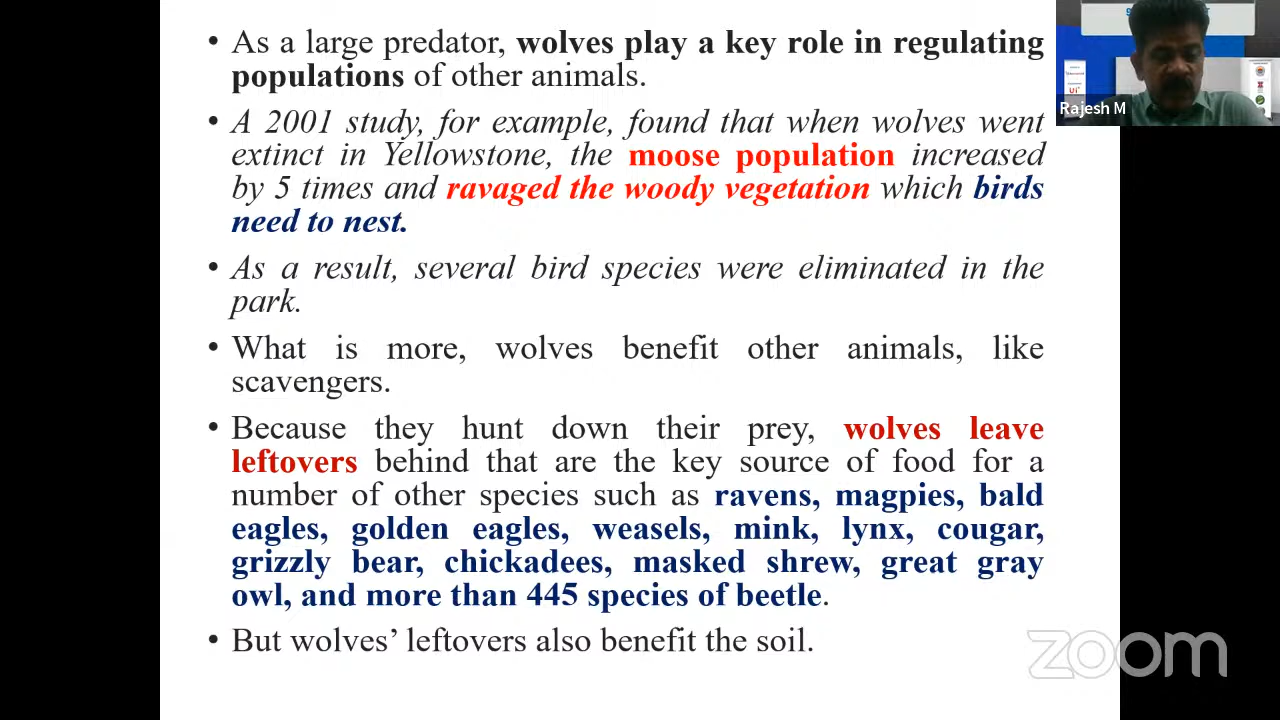 • As a large predator, wolves play a key role in regulating
populations of other animals.
• A 2001 study, for example, found that when wolves went
extinct in Yellowstone, the moose population increased
by 5 times and ravaged the woody vegetation which birds
need to nest.
• As a result, several bird species were eliminated in the
park.
• What is more, wolves benefit other animals, like
scavengers.
• Because they hunt down their prey, wolves leave
leftovers behind that are the key source of food for a
number of other species such as ravens, magpies, bald
eagles, golden eagles, weasels, mink, lynx, cougar,
grizzly bear, chickadees, masked shrew, great gray
owl, and more than 445 species of beetle.
• But wolves’ leftovers also benefit the soil.
Rajesh M
zoom